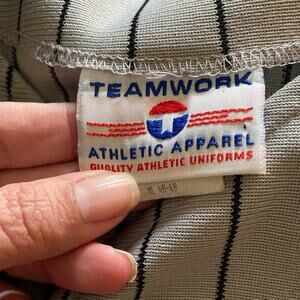 TEAMWORK
ATHLETIC APPAREL
QUALITY ATHLETIC UNIFORMS
XL 46-48